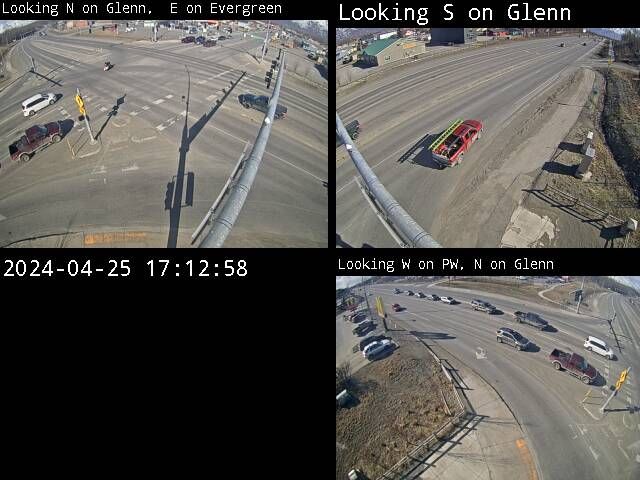 Looking N on Glenn,  E on Evergreen
Looking S on Glenn
2024-04-25 17:12:58
Looking W on PW, N on Glenn